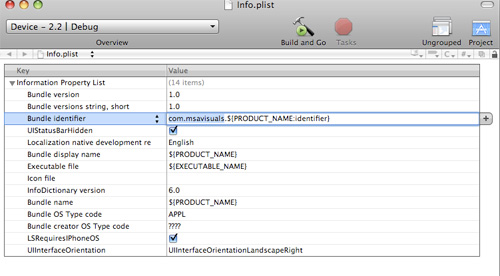 Info.plist
Device - 2.2 | Debug
Overview
Build and Go
Tasks
Ungrouped
Project
Info.plist
Key Value
Information Property List (14 items)
Bundle version 1.0
Bundle versions string, short 1.0
Bundle identifier com.msavisuals.${PRODUCT_NAME:identifier}
UIStatusBarHidden
Localization native development re English
Bundle display name ${PRODUCT_NAME}
Executable file ${EXECUTABLE_NAME}
Icon file
InfoDictionary version 6.0
Bundle name ${PRODUCT_NAME}
Bundle OS Type code APPL
Bundle creator OS Type code ????
LSRequiresIPhoneOS
UIInterfaceOrientation UIInterfaceOrientationLandscapeRight